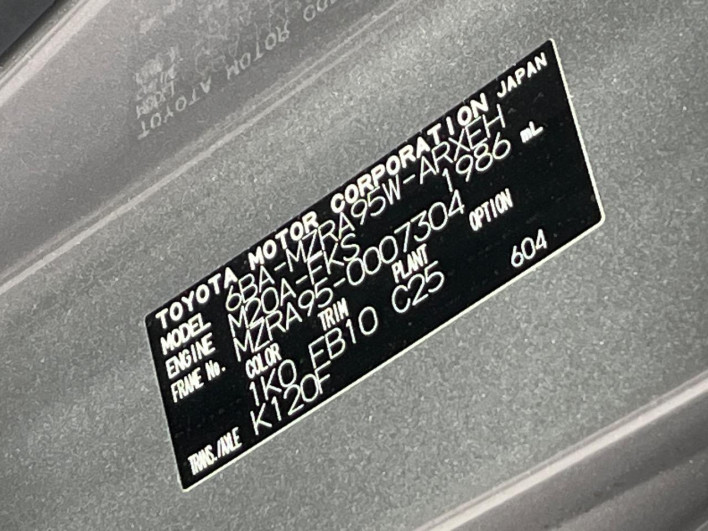 TOYOTA MOTOR CORPORATION JAPAN
MODEL 6BA-MZRA95W-ARXEH
ENGINE M20A-FKS 1986 mL
FRAME No. MZRA95-0007304
COLOR TRIM PLANT OPTION
1K0 FB10 C25
TRANS./AXLE K120F 604